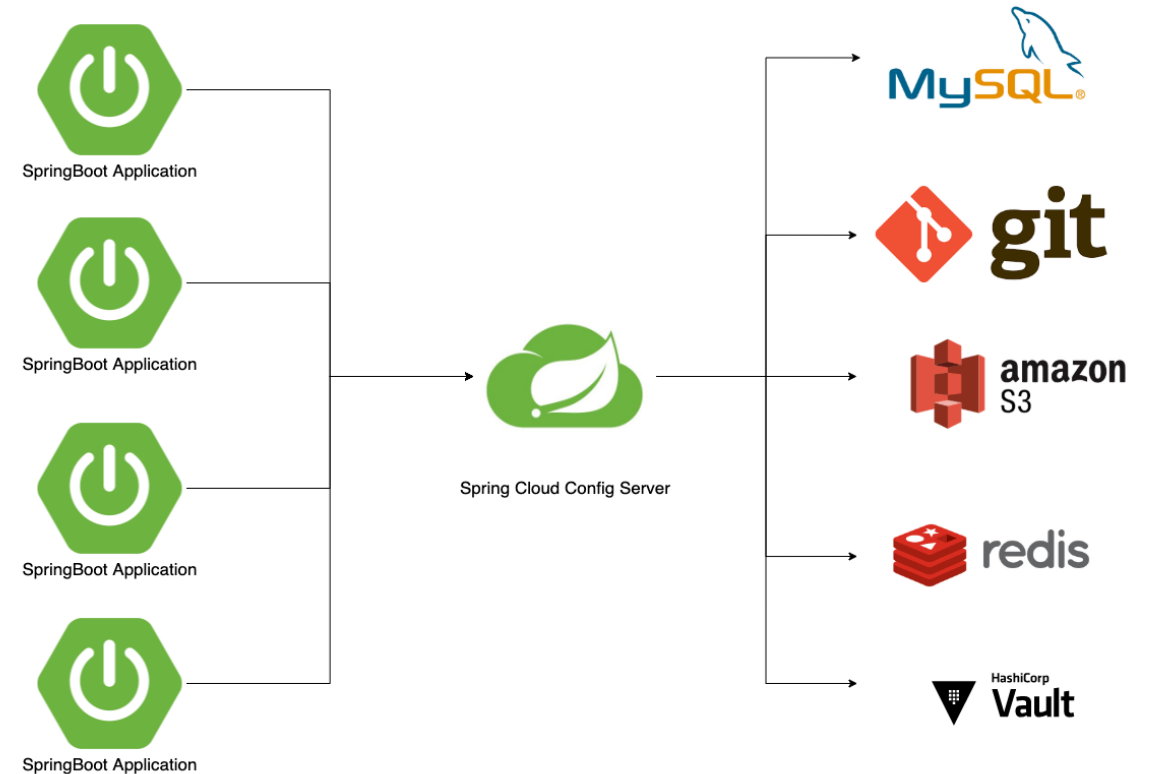 SpringBoot Application
SpringBoot Application
SpringBoot Application
SpringBoot Application
Spring Cloud Config Server
MySQL®
git
amazon
S3
redis
HashiCorp
Vault